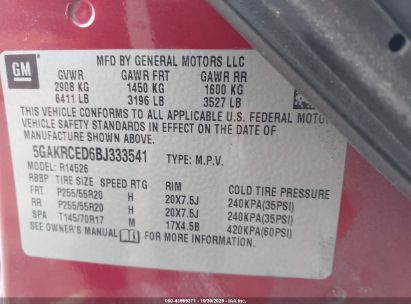 GM
MFD BY GENERAL MOTORS LLC
GVWR GAWR FRT GAWR RR
2908 KG 1450 KG 1600 KG
6411 LB 3196 LB 3527 LB
THIS VEHICLE CONFORMS TO ALL APPLICABLE U.S. FEDERAL MOTOR
VEHICLE SAFETY STANDARDS IN EFFECT ON THE DATE OF
MANUFACTURE SHOWN ABOVE.
5GAKRCED6BJ333541 TYPE: M.P.V.
MODEL: R14526
RBBP TIRE SIZE SPEED RTG RIM COLD TIRE PRESSURE
FRT P255/55R20 H 20X7.5J 240KPA(35PSI)
RR P255/55R20 H 20X7.5J 240KPA(35PSI)
SPA T145/70R17 M 17X4.5B 420KPA(60PSI)
SEE OWNER'S MANUAL FOR MORE INFORMATION.